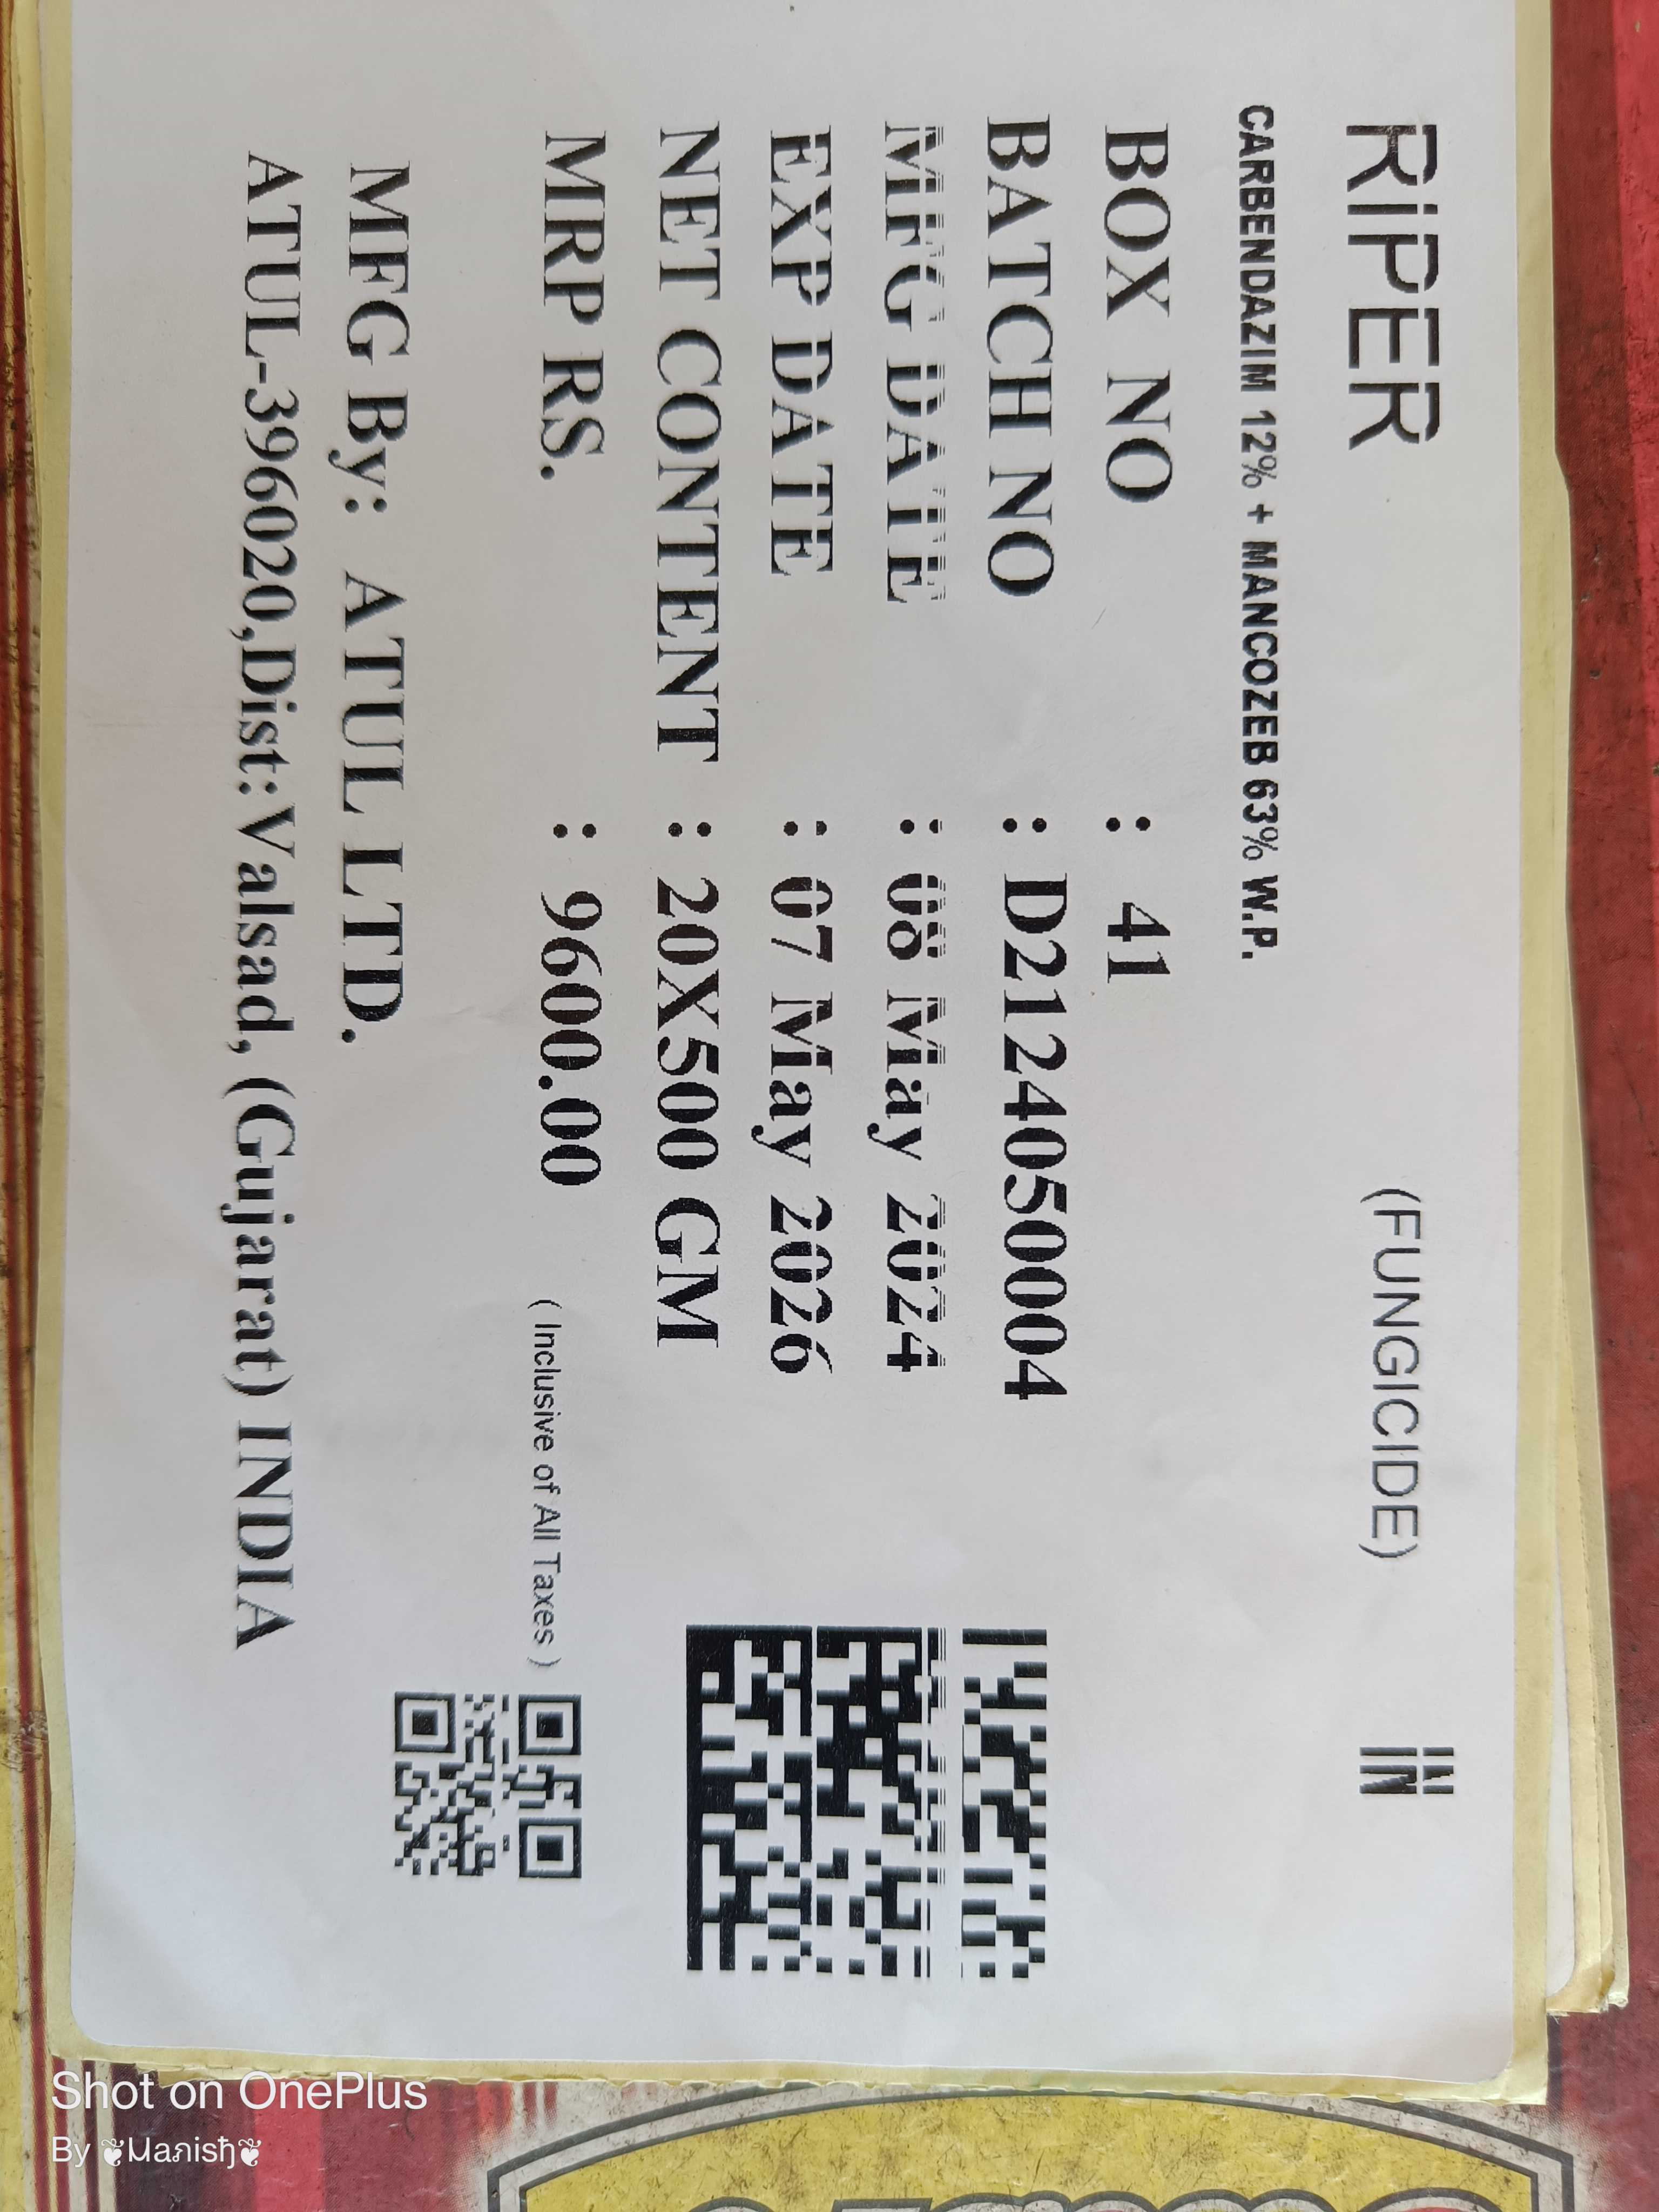 RIPER (FUNGICIDE) IN
CARBENDAZIM 12% + MANCOZEB 63% W.P.
BOX NO : 41
BATCH NO : D2124050004
MFG DATE : 08 May 2024
EXP DATE : 07 May 2026
NET CONTENT : 20X500 GM
MRP RS. : 9600.00 ( Inclusive of All Taxes )
MFG By: ATUL LTD.
ATUL-396020,Dist:Valsad, (Gujarat) INDIA
Shot on OnePlus
By ❦Manish❦